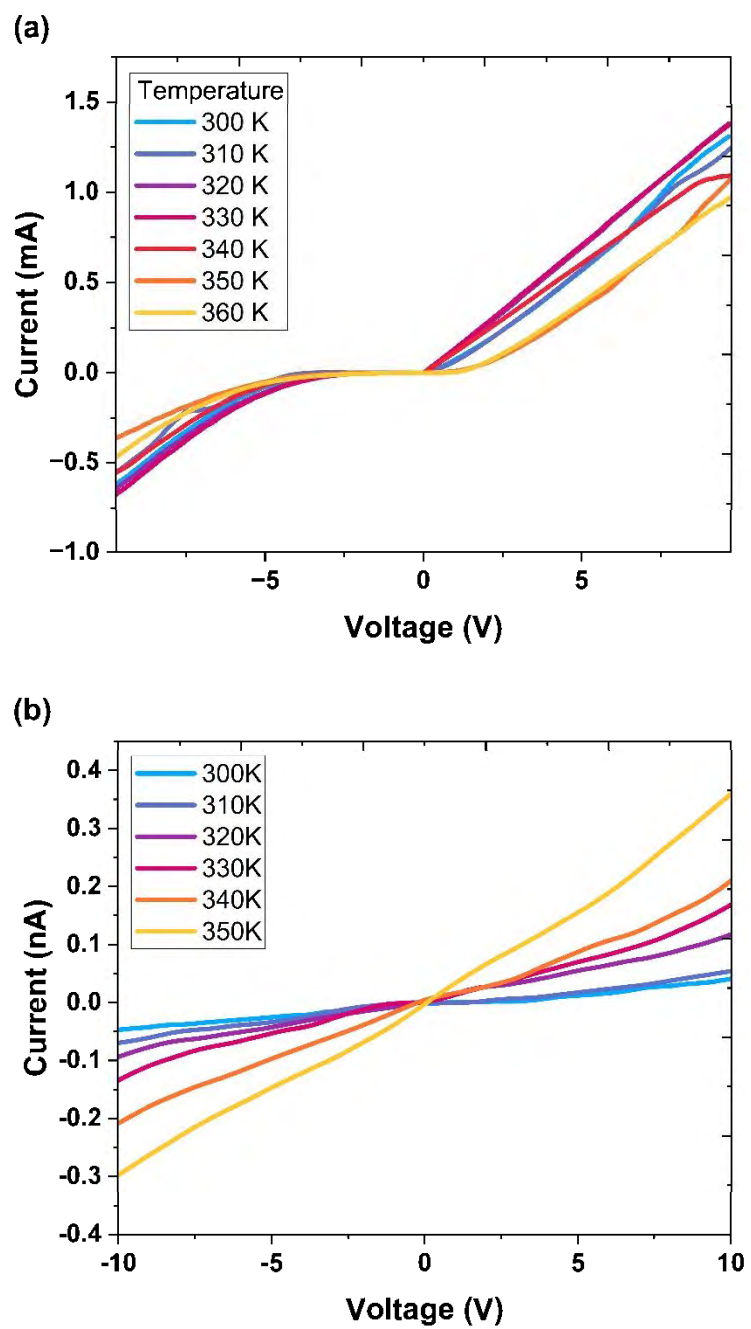 (a)
Temperature
300 K
310 K
320 K
330 K
340 K
350 K
360 K
1.5
1.0
0.5
0.0
−0.5
−1.0
Current (mA)
−5 0 5
Voltage (V)
(b)
300K
310K
320K
330K
340K
350K
0.4
0.3
0.2
0.1
0.0
-0.1
-0.2
-0.3
-0.4
Current (nA)
-10 -5 0 5 10
Voltage (V)